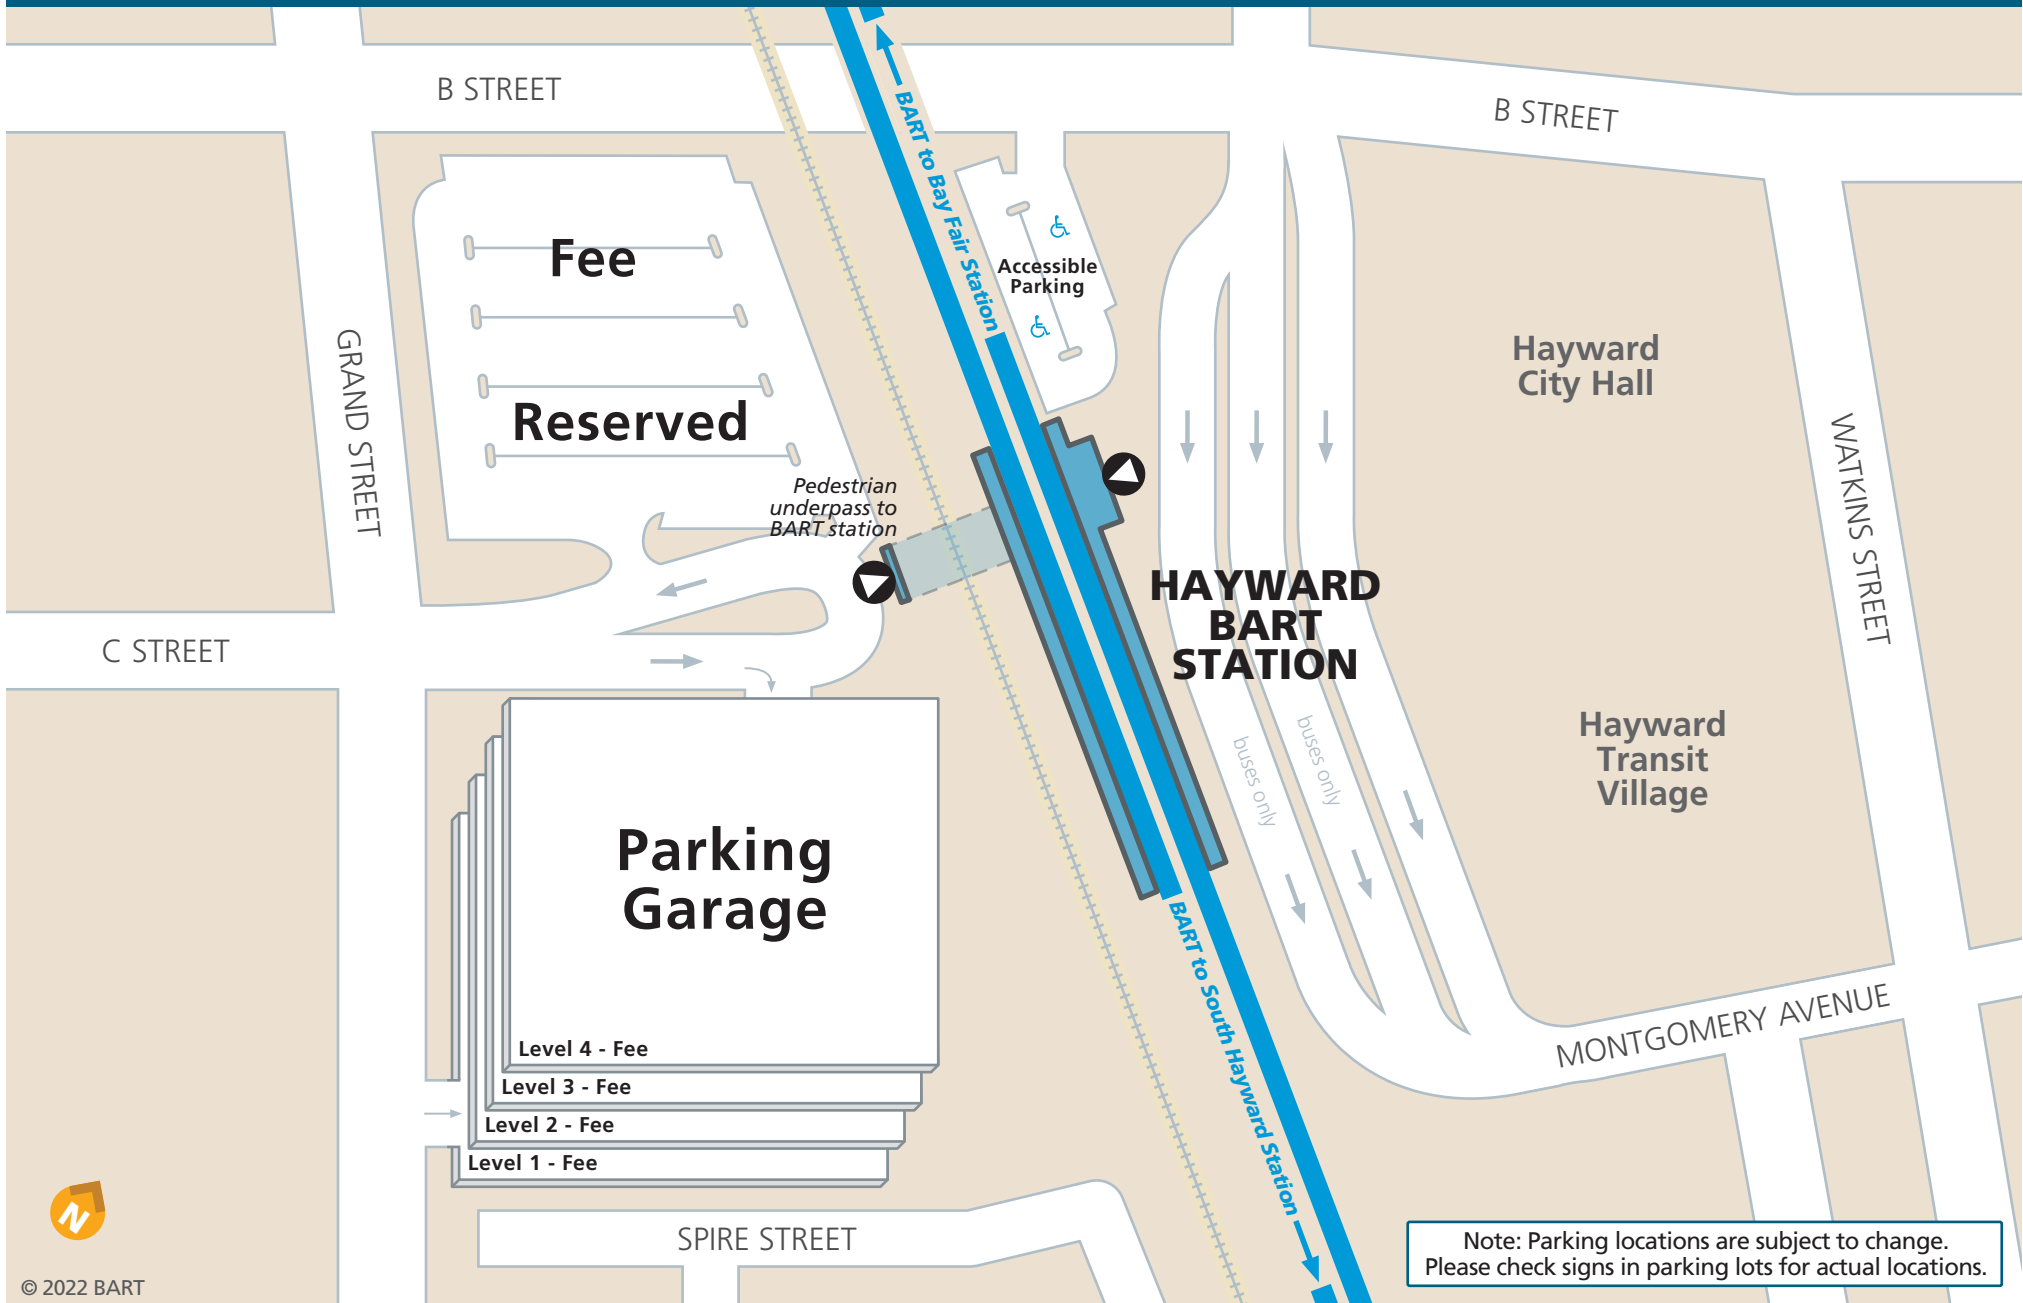 B STREET
B STREET
BART to Bay Fair Station
Fee
Accessible
Parking
GRAND STREET
Reserved
Hayward
City Hall
WATKINS STREET
Pedestrian
underpass to
BART station
HAYWARD
BART
STATION
C STREET
buses only
buses only
Hayward
Transit
Village
Parking
Garage
BART to South Hayward Station
MONTGOMERY AVENUE
Level 4 - Fee
Level 3 - Fee
Level 2 - Fee
Level 1 - Fee
N
SPIRE STREET
Note: Parking locations are subject to change.
Please check signs in parking lots for actual locations.
© 2022 BART